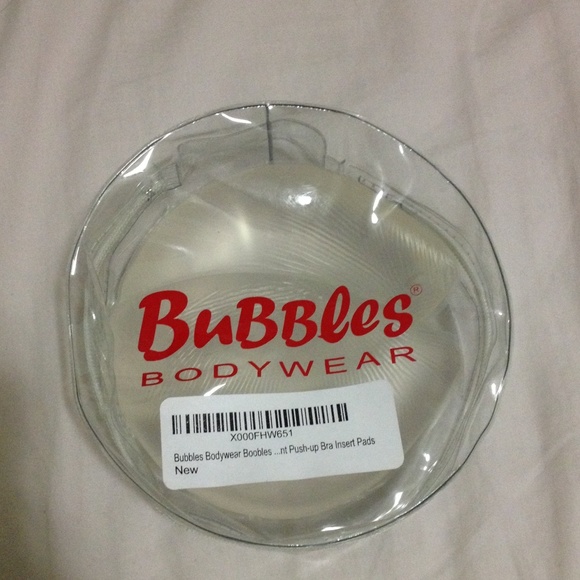 BuBBles®
BODYWEAR
X000FHW651
Bubbles Bodywear Boobles ...nt Push-up Bra Insert Pads
New